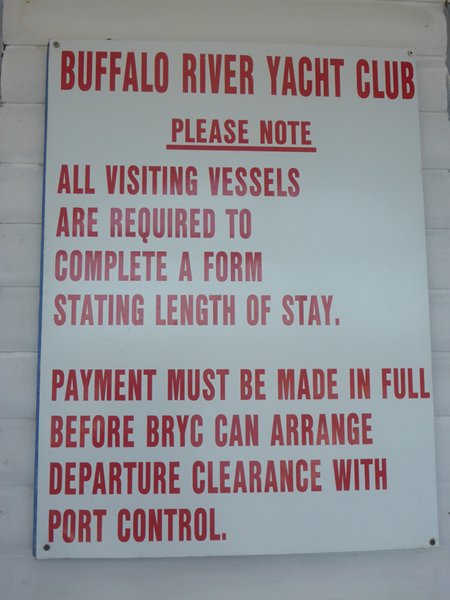 BUFFALO RIVER YACHT CLUB
PLEASE NOTE
ALL VISITING VESSELS
ARE REQUIRED TO
COMPLETE A FORM
STATING LENGTH OF STAY.
PAYMENT MUST BE MADE IN FULL
BEFORE BRYC CAN ARRANGE
DEPARTURE CLEARANCE WITH
PORT CONTROL.